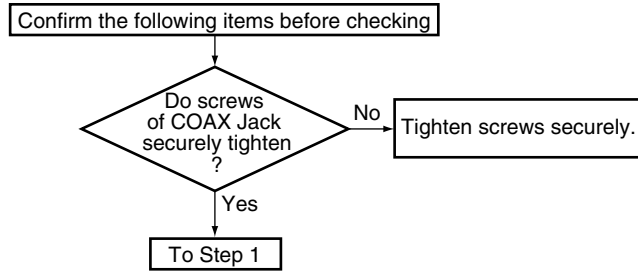 Confirm the following items before checking
Do screws
of COAX Jack
securely tighten
?
No
Tighten screws securely.
Yes
To Step 1